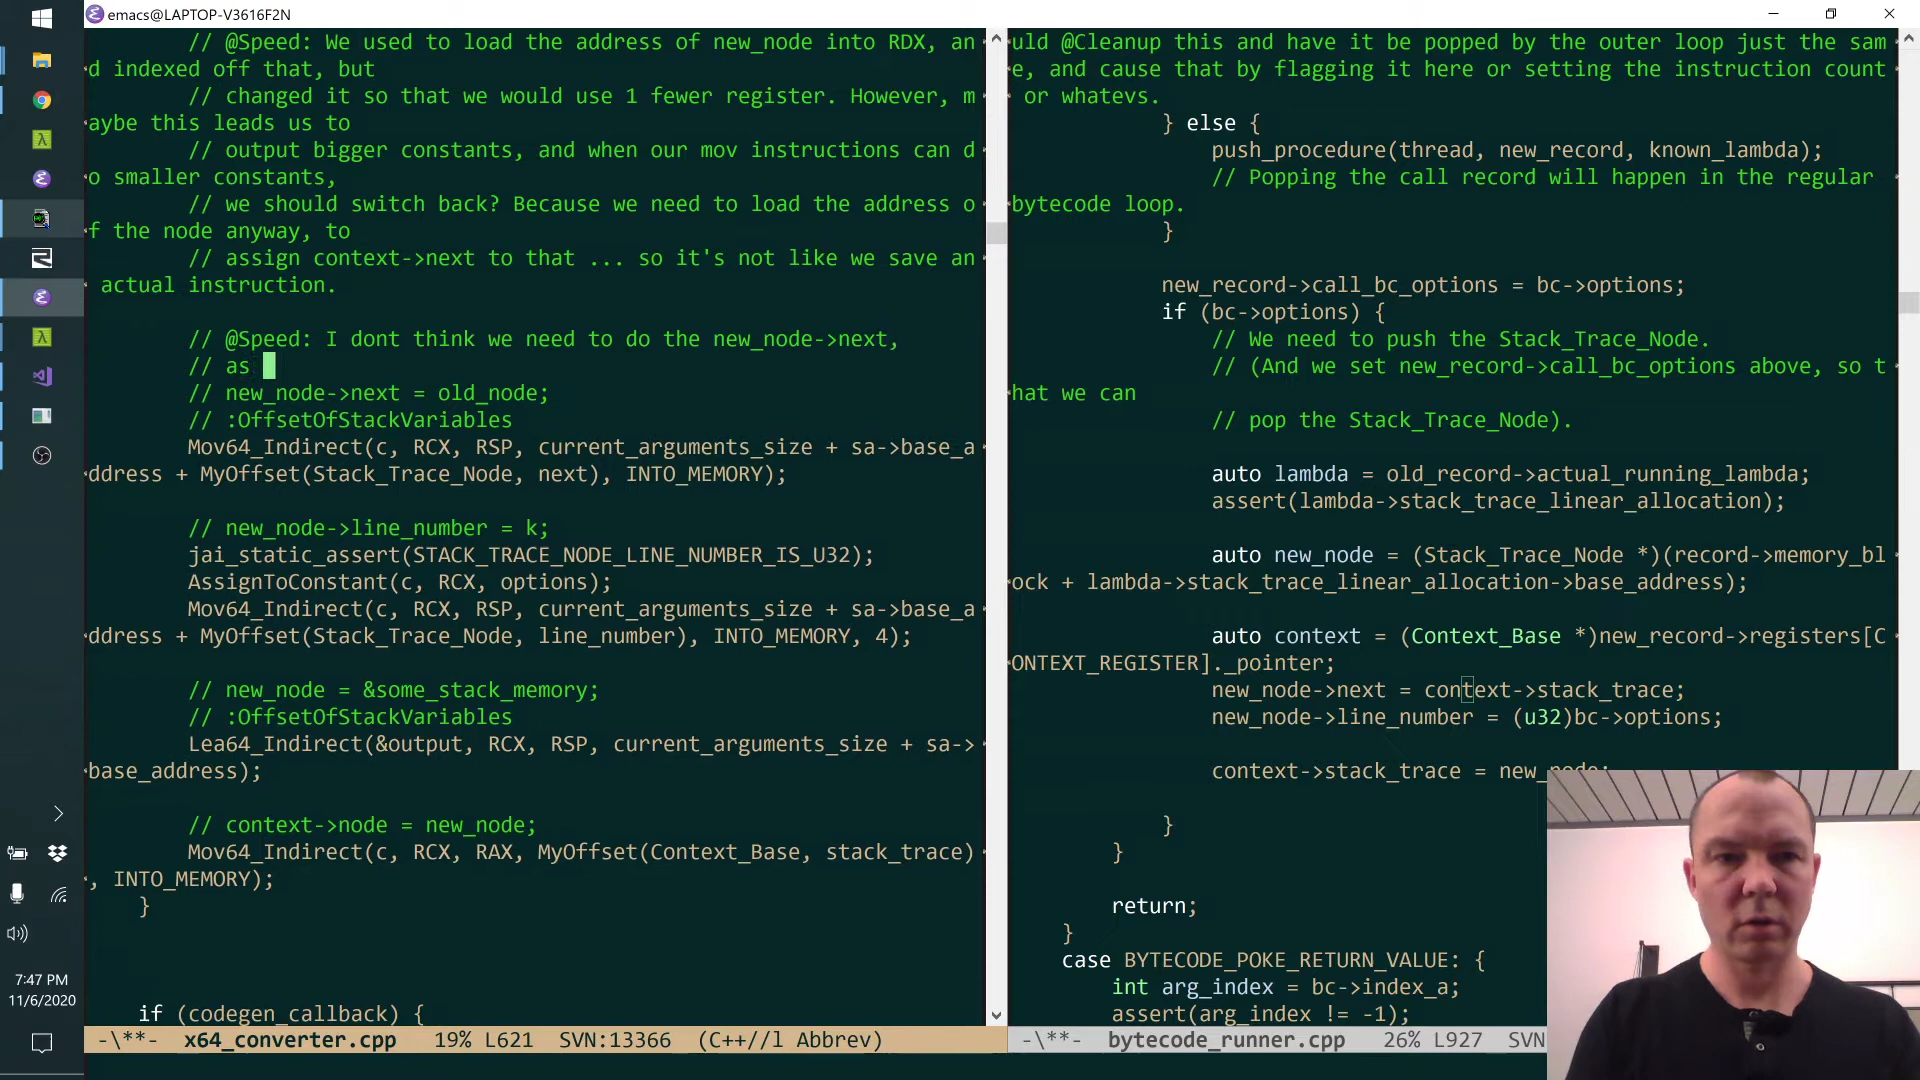 emacs@LAPTOP-V3616F2N
// @Speed: We used to load the address of new_node into RDX, an
d indexed off that, but
// changed it so that we would use 1 fewer register. However, m
aybe this leads us to
// output bigger constants, and when our mov instructions can d
o smaller constants,
// we should switch back? Because we need to load the address o
f the node anyway, to
// assign context->next to that ... so it's not like we save an
actual instruction.
// @Speed: I dont think we need to do the new_node->next,
// as
// new_node->next = old_node;
// :OffsetOfStackVariables
Mov64_Indirect(c, RCX, RSP, current_arguments_size + sa->base_a
ddress + MyOffset(Stack_Trace_Node, next), INTO_MEMORY);
// new_node->line_number = k;
jai_static_assert(STACK_TRACE_NODE_LINE_NUMBER_IS_U32);
AssignToConstant(c, RCX, options);
Mov64_Indirect(c, RCX, RSP, current_arguments_size + sa->base_a
ddress + MyOffset(Stack_Trace_Node, line_number), INTO_MEMORY, 4);
// new_node = &some_stack_memory;
// :OffsetOfStackVariables
Lea64_Indirect(&output, RCX, RSP, current_arguments_size + sa->
base_address);
// context->node = new_node;
Mov64_Indirect(c, RCX, RAX, MyOffset(Context_Base, stack_trace)
, INTO_MEMORY);
}
if (codegen_callback) {
-\**- x64_converter.cpp 19% L621 SVN:13366 (C++//l Abbrev)
uld @Cleanup this and have it be popped by the outer loop just the sam
e, and cause that by flagging it here or setting the instruction count
or whatevs.
} else {
push_procedure(thread, new_record, known_lambda);
// Popping the call record will happen in the regular
bytecode loop.
}
new_record->call_bc_options = bc->options;
if (bc->options) {
// We need to push the Stack_Trace_Node.
// (And we set new_record->call_bc_options above, so t
hat we can
// pop the Stack_Trace_Node).
auto lambda = old_record->actual_running_lambda;
assert(lambda->stack_trace_linear_allocation);
auto new_node = (Stack_Trace_Node *)(record->memory_bl
ock + lambda->stack_trace_linear_allocation->base_address);
auto context = (Context_Base *)new_record->registers[C
ONTEXT_REGISTER]._pointer;
new_node->next = context->stack_trace;
new_node->line_number = (u32)bc->options;
context->stack_trace = new_node;
}
}
return;
}
case BYTECODE_POKE_RETURN_VALUE: {
int arg_index = bc->index_a;
assert(arg_index != -1);
-\**- bytecode_runner.cpp 26% L927 SVN
7:47 PM
11/6/2020